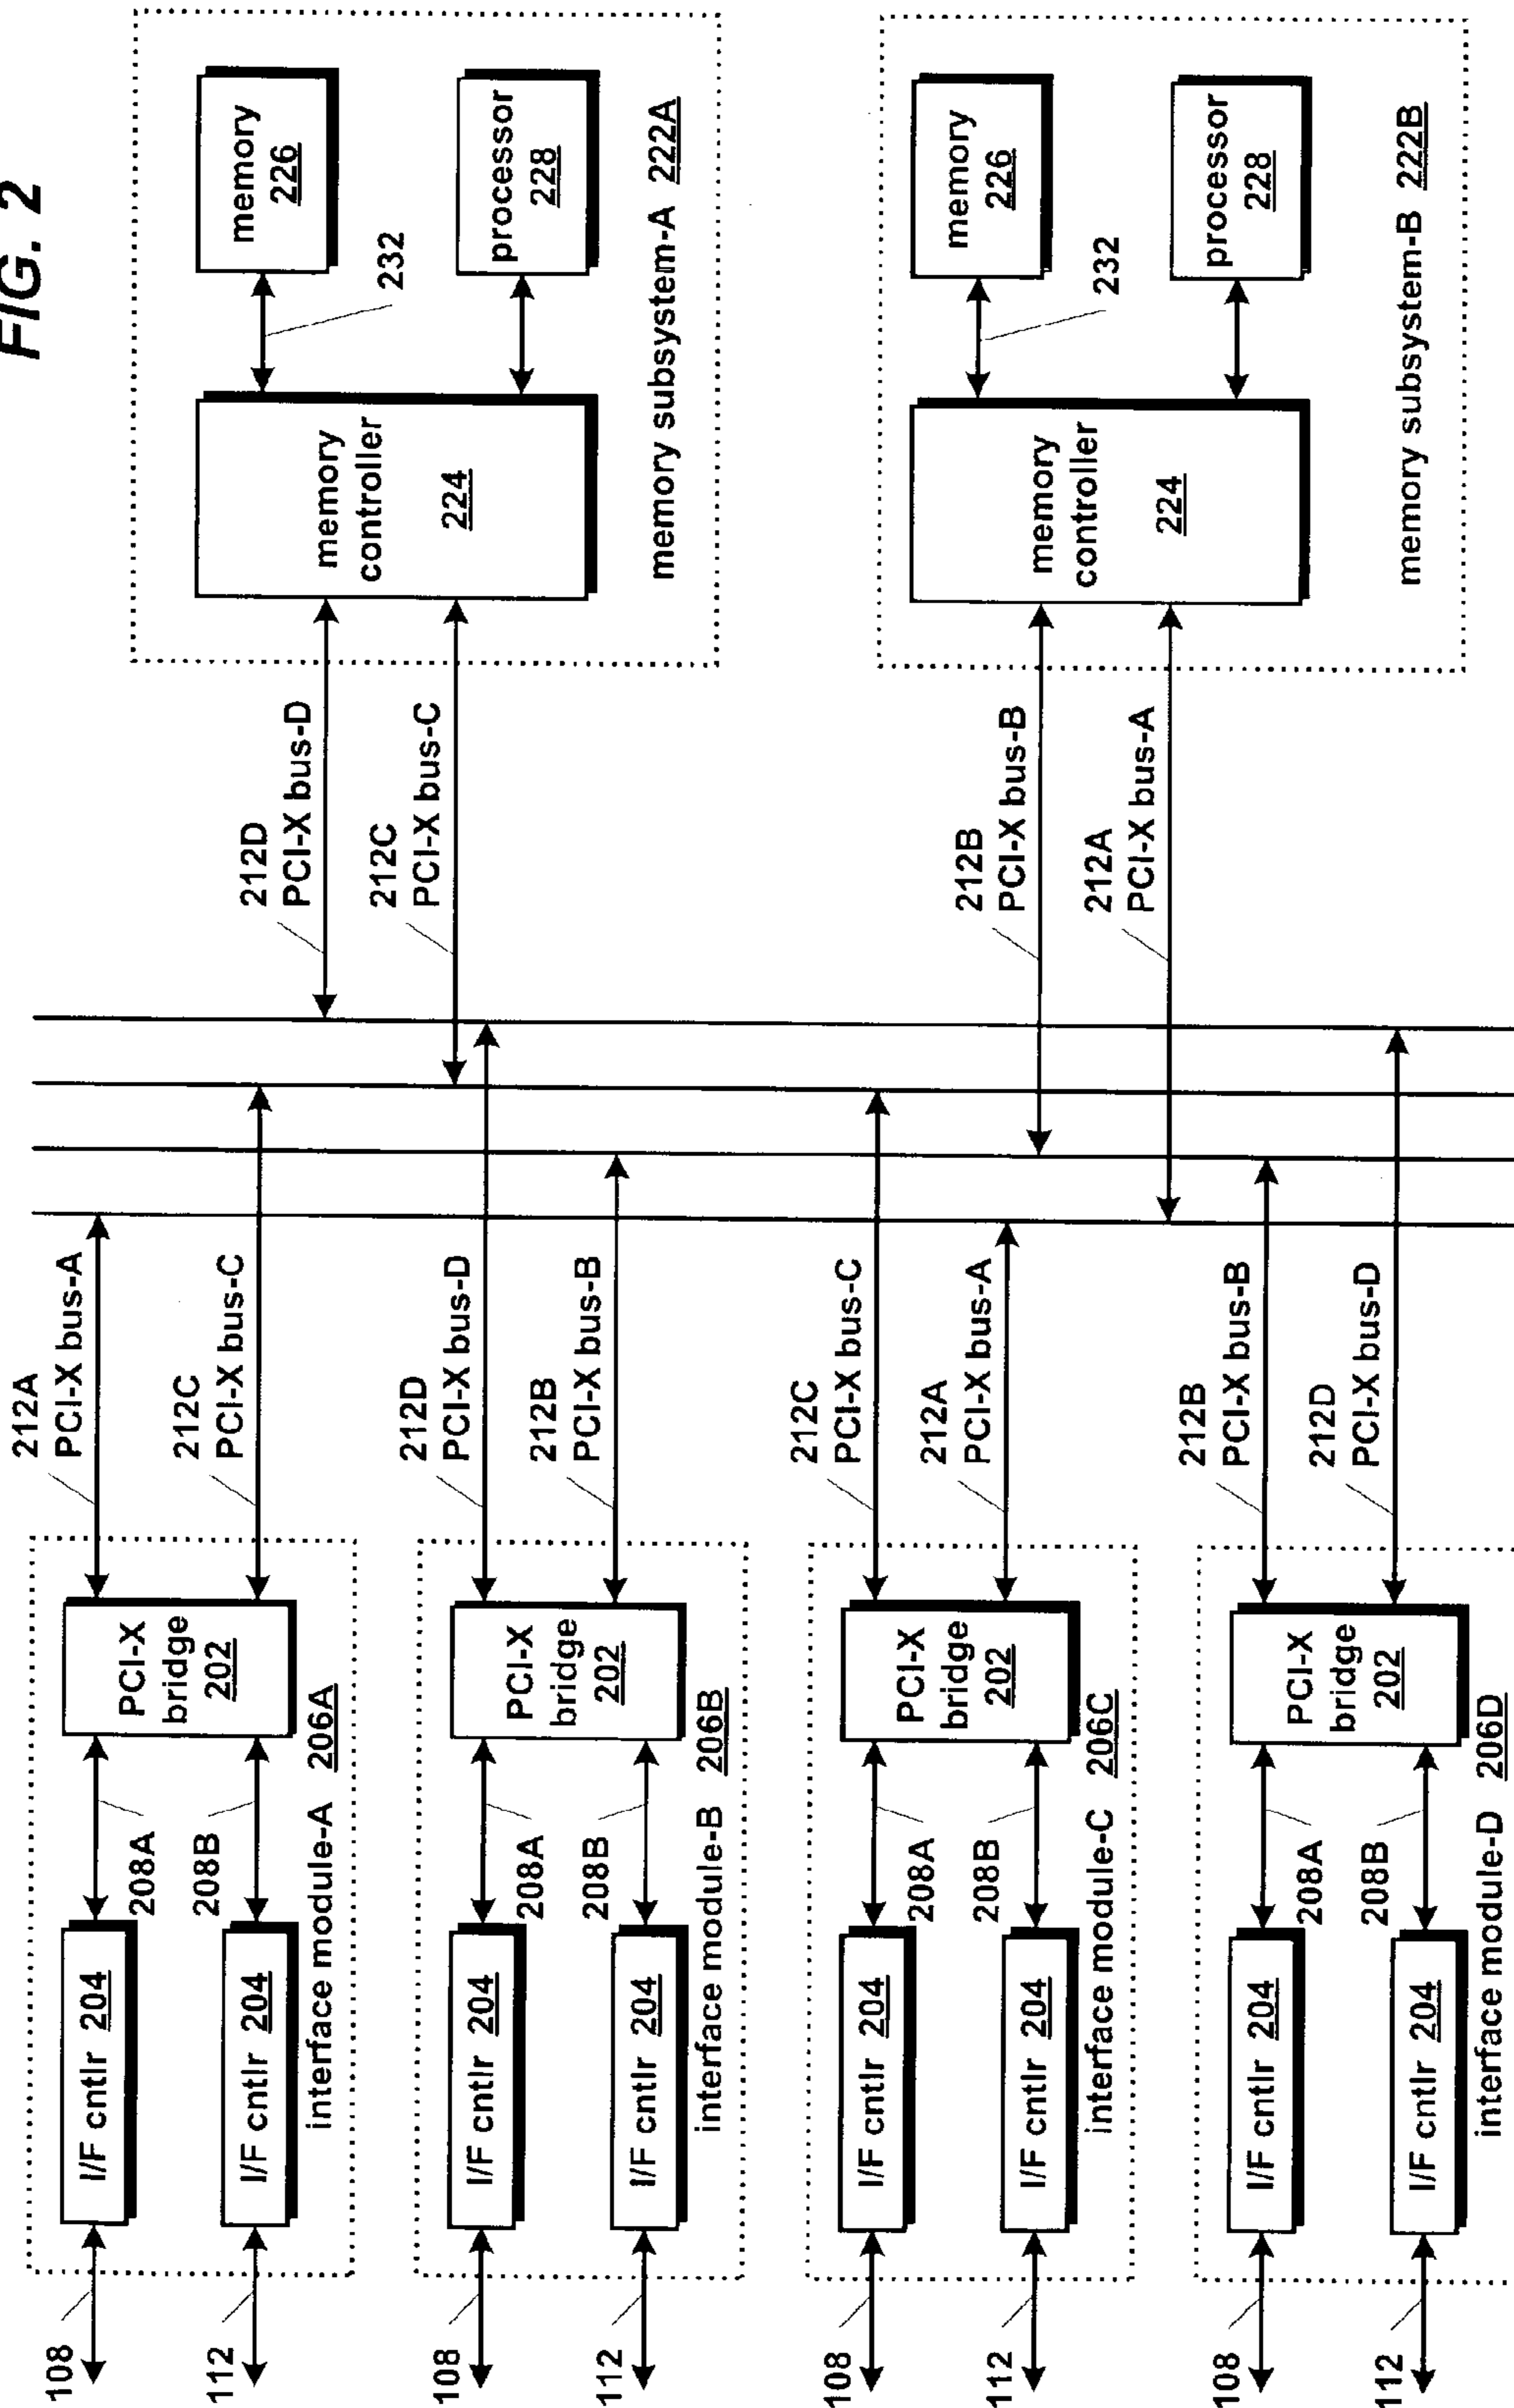 FIG. 2
108
112
I/F cntlr 204
I/F cntlr 204
208A
208B
PCI-X
bridge
202
interface module-A 206A
212A
PCI-X bus-A
212C
PCI-X bus-C
108
112
I/F cntlr 204
I/F cntlr 204
208A
208B
PCI-X
bridge
202
interface module-B 206B
212D
PCI-X bus-D
212B
PCI-X bus-B
108
112
I/F cntlr 204
I/F cntlr 204
208A
208B
PCI-X
bridge
202
interface module-C 206C
212C
PCI-X bus-C
212A
PCI-X bus-A
108
112
I/F cntlr 204
I/F cntlr 204
208A
208B
PCI-X
bridge
202
interface module-D 206D
212B
PCI-X bus-B
212D
PCI-X bus-D
212D
PCI-X bus-D
212C
PCI-X bus-C
memory
controller
224
232
memory
226
processor
228
memory subsystem-A 222A
212B
PCI-X bus-B
212A
PCI-X bus-A
memory
controller
224
232
memory
226
processor
228
memory subsystem-B 222B